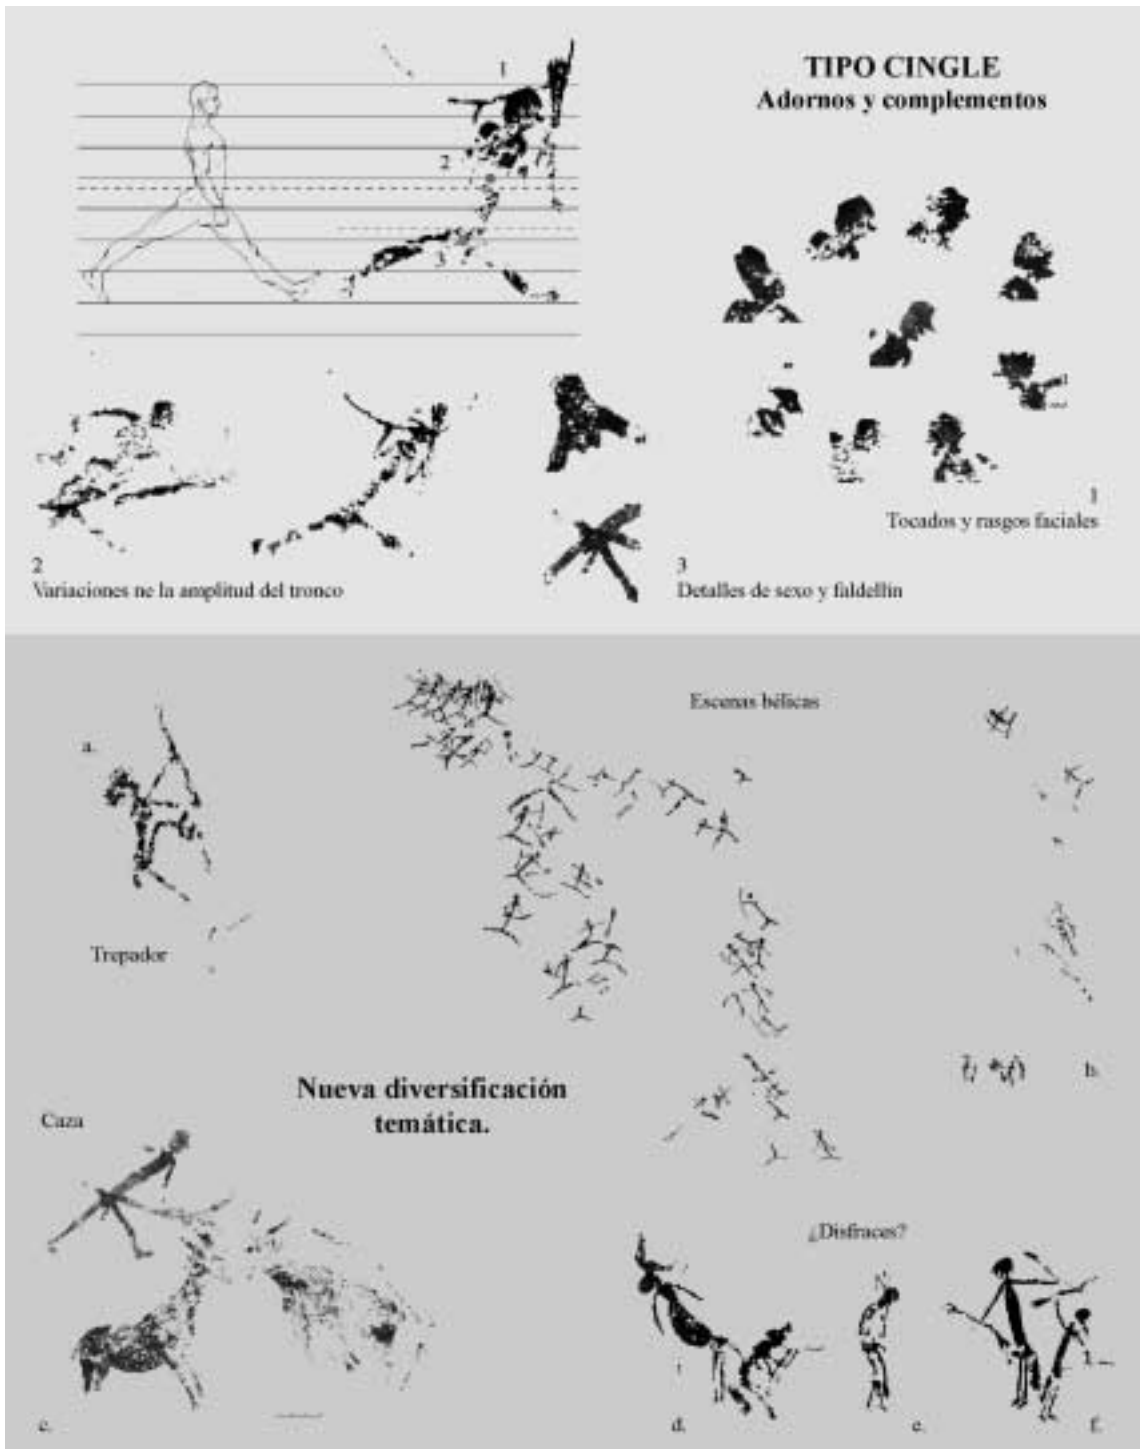 TIPO CINGLE
Adornos y complementos
1
2
3
1
Tocados y rasgos faciales
2
Variaciones ne la amplitud del tronco
3
Detalles de sexo y faldellín
Escenas bélicas
a.
Trepador
b.
Nueva diversificación
temática.
Caza
¿Disfraces?
c.
d.
e.
f.